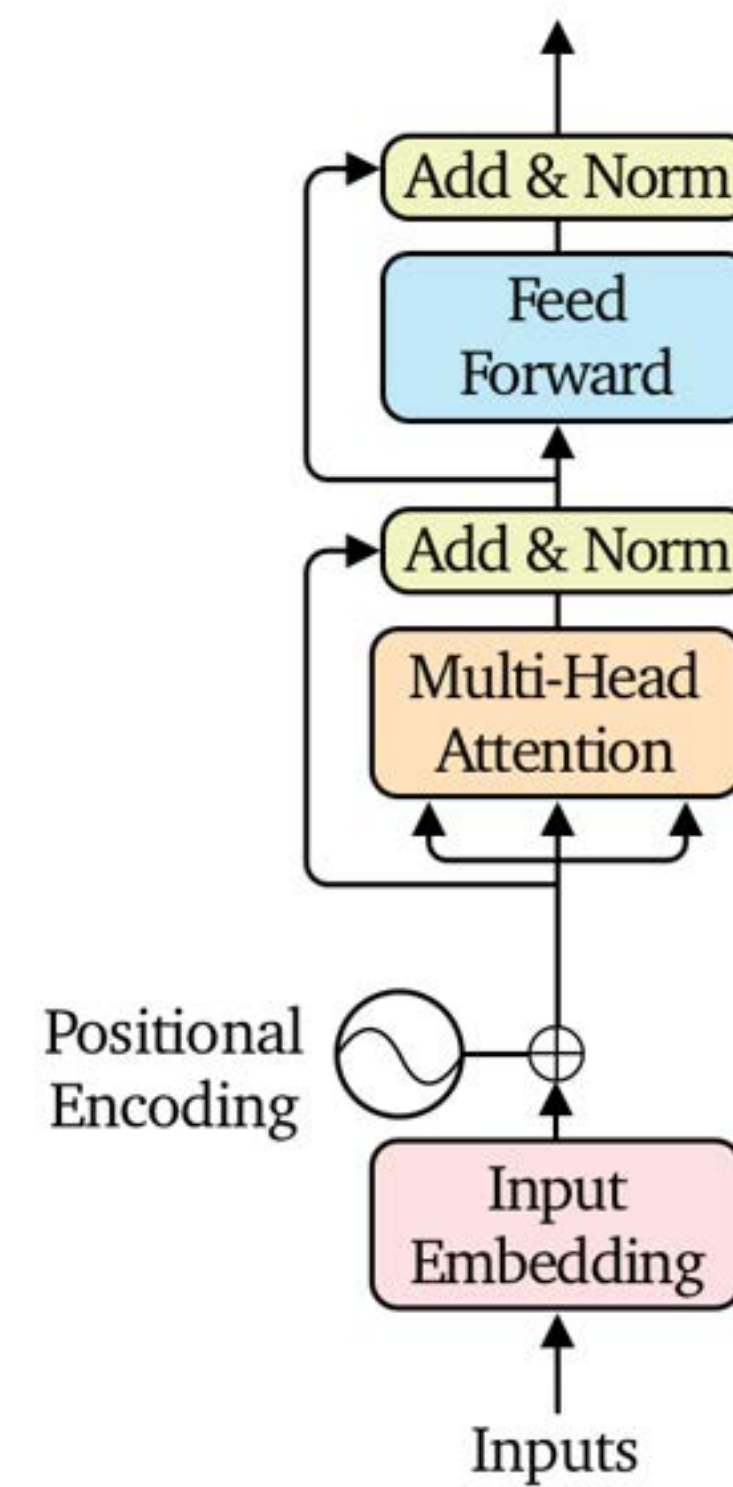 Add & Norm
Feed
Forward
Add & Norm
Multi-Head
Attention
Positional
Encoding
Input
Embedding
Inputs